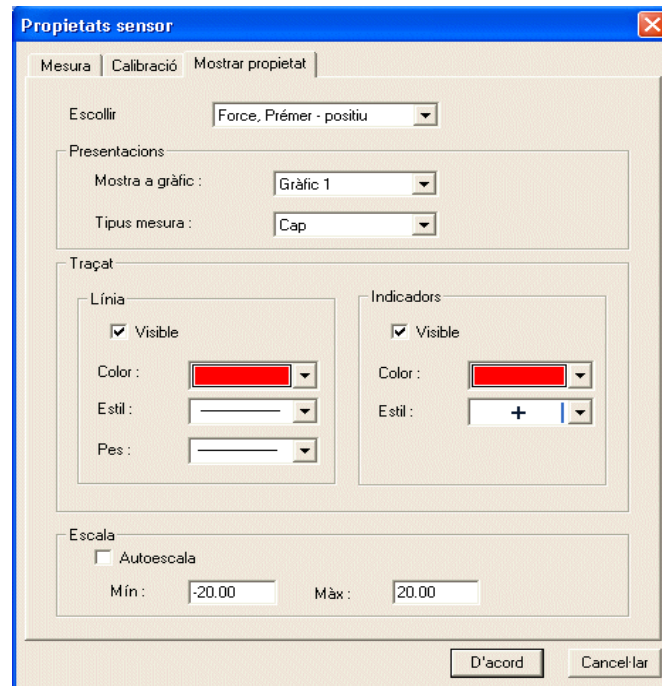 Propietats sensor
Mesura Calibració Mostrar propietat
Escollir Force, Prémer - positiu
Presentacions
Mostra a gràfic : Gràfic 1
Tipus mesura : Cap
Traçat
Línia Indicadors
Visible Visible
Color : Color :
Estil : Estil :
Pes :
Escala
Autoescala
Mín : -20.00 Màx : 20.00
D'acord Cancel·lar